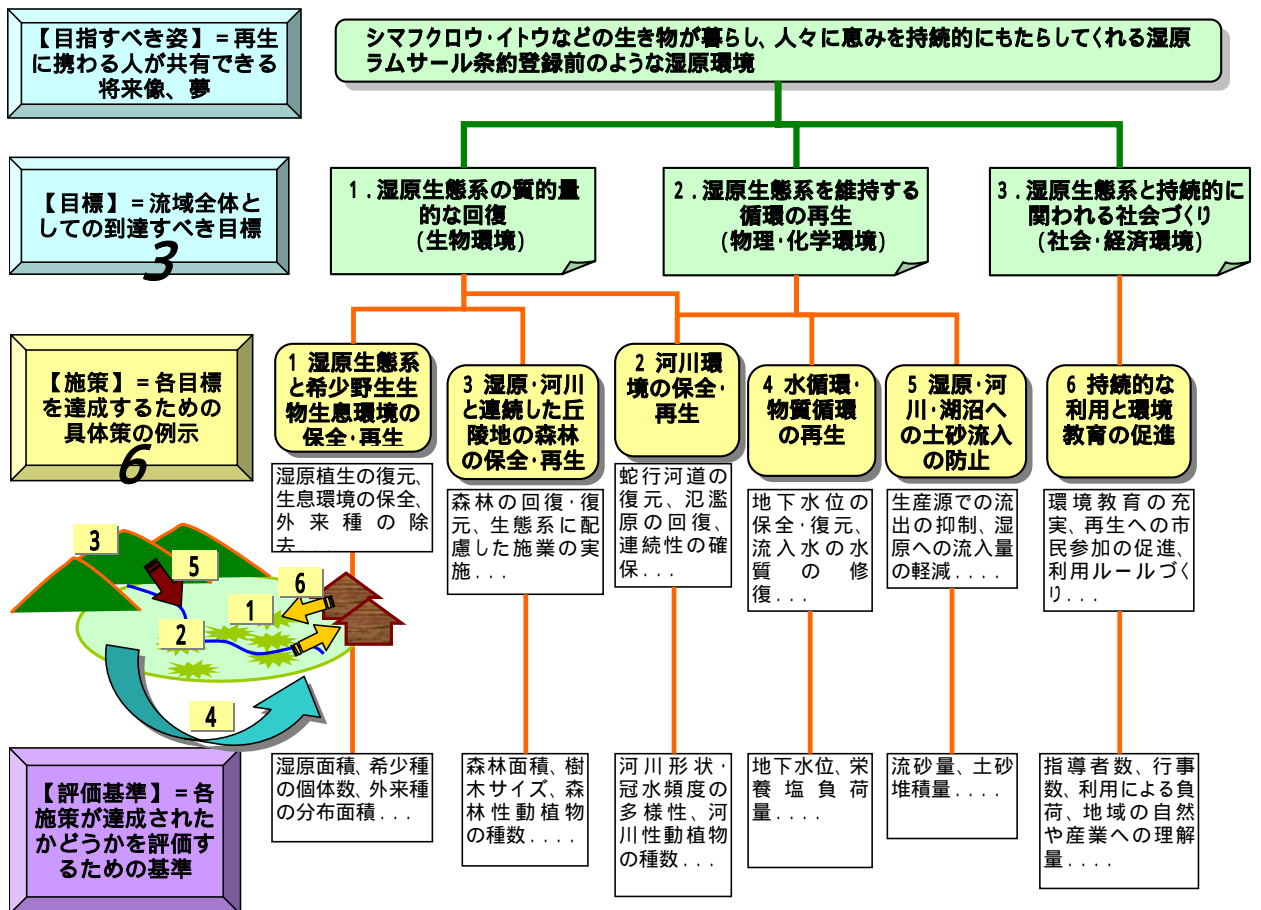 【目指すべき姿】=再生
に携わる人が共有できる
将来像、夢
シマフクロウ・イトウなどの生き物が暮らし、人々に恵みを持続的にもたらしてくれる湿原
ラムサール条約登録前のような湿原環境
【目標】=流域全体と
しての到達すべき目標
3
1．湿原生態系の質的量
的な回復
(生物環境)
2．湿原生態系を維持する
循環の再生
(物理・化学環境)
3．湿原生態系と持続的に
関われる社会づくり
(社会・経済環境)
【施策】=各目標
を達成するための
具体策の例示
6
1 湿原生態系
と希少野生生
物生息環境の
保全・再生
3 湿原・河川
と連続した丘
陵地の森林
の保全・再生
2 河川環
境の保全・
再生
4 水循環・
物質循環
の再生
5 湿原・河
川・湖沼へ
の土砂流入
の防止
6 持続的な
利用と環境
教育の促進
湿原植生の復元、
生息環境の保全、
外来種の除
去...
森林の回復・復
元、生態系に配
慮した施業の実
施...
蛇行河道の
復元、氾濫
原の回復、
連続性の確
保...
地下水位の
保全・復元、
流入水の水
質の修
復...
生産源での流
出の抑制、湿
原への流入量
の軽減....
環境教育の充
実、再生への市
民参加の促進、
利用ルールづく
り...
3
5
6
1
2
4
【評価基準】=各
施策が達成された
かどうかを評価す
るための基準
湿原面積、希少種
の個体数、外来種
の分布面積...
森林面積、樹
木サイズ、森
林性動植物
の種数....
河川形状・
冠水頻度の
多様性、河
川性動植物
の種数...
地下水位、栄
養塩負荷
量....
流砂量、土砂
堆積量....
指導者数、行事
数、利用による負
荷、地域の自然
や産業への理解
量....